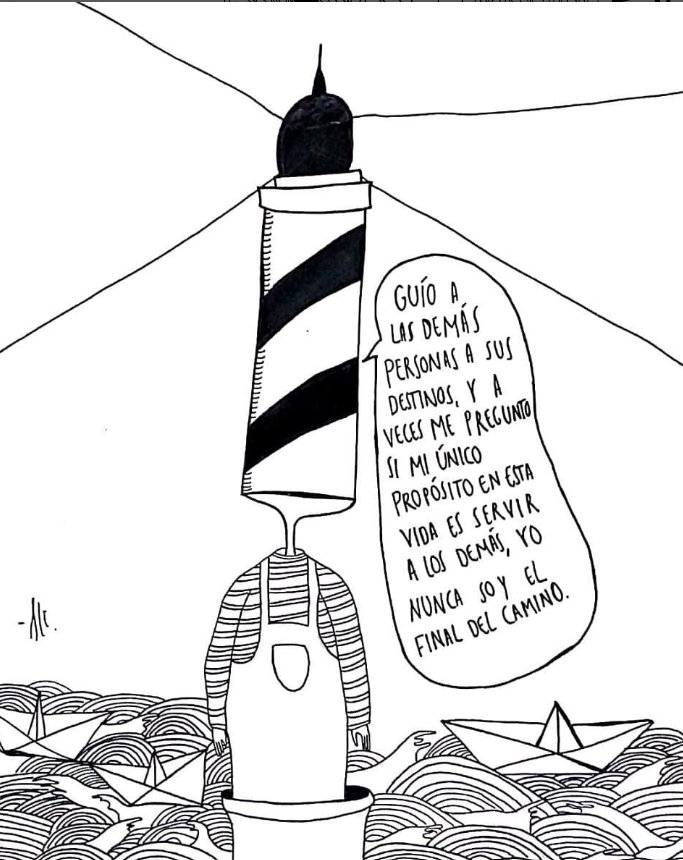 GUÍO A
LAS DEMÁS
PERSONAS A SUS
DESTINOS, Y A
VECES ME PREGUNTO
SI MI ÚNICO
PROPÓSITO EN ESTA
VIDA ES SERVIR
A LOS DEMÁS, YO
NUNCA SOY EL
FINAL DEL CAMINO.